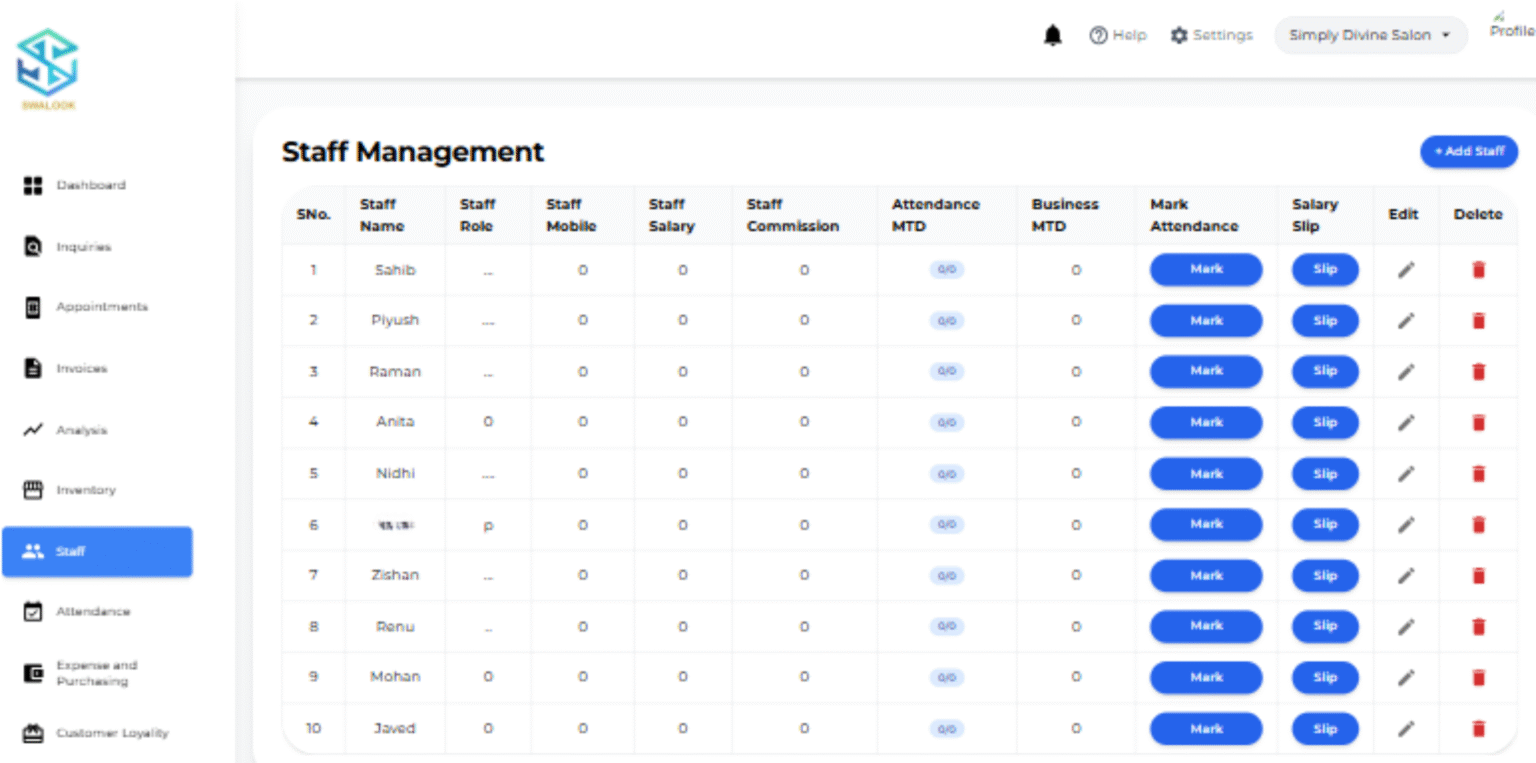 Help
Settings
Simply Divine Salon
Profile
SWALOOK
Dashboard
Inquiries
Appointments
Invoices
Analysis
Inventory
Staff
Attendance
Expense and
Purchasing
Customer Loyality
Staff Management
+ Add Staff
SNo. Staff Name Staff Role Staff Mobile Staff Salary Staff Commission Attendance MTD Business MTD Mark Attendance Salary Slip Edit Delete
1 Sahib ... 0 0 0 0/0 0 Mark Slip
2 Piyush .... 0 0 0 0/0 0 Mark Slip
3 Raman ... 0 0 0 0/0 0 Mark Slip
4 Anita 0 0 0 0 0/0 0 Mark Slip
5 Nidhi .... 0 0 0 0/0 0 Mark Slip
6 p 0 0 0 0/0 0 Mark Slip
7 Zishan ... 0 0 0 0/0 0 Mark Slip
8 Renu .. 0 0 0 0/0 0 Mark Slip
9 Mohan 0 0 0 0 0/0 0 Mark Slip
10 Javed 0 0 0 0 0/0 0 Mark Slip